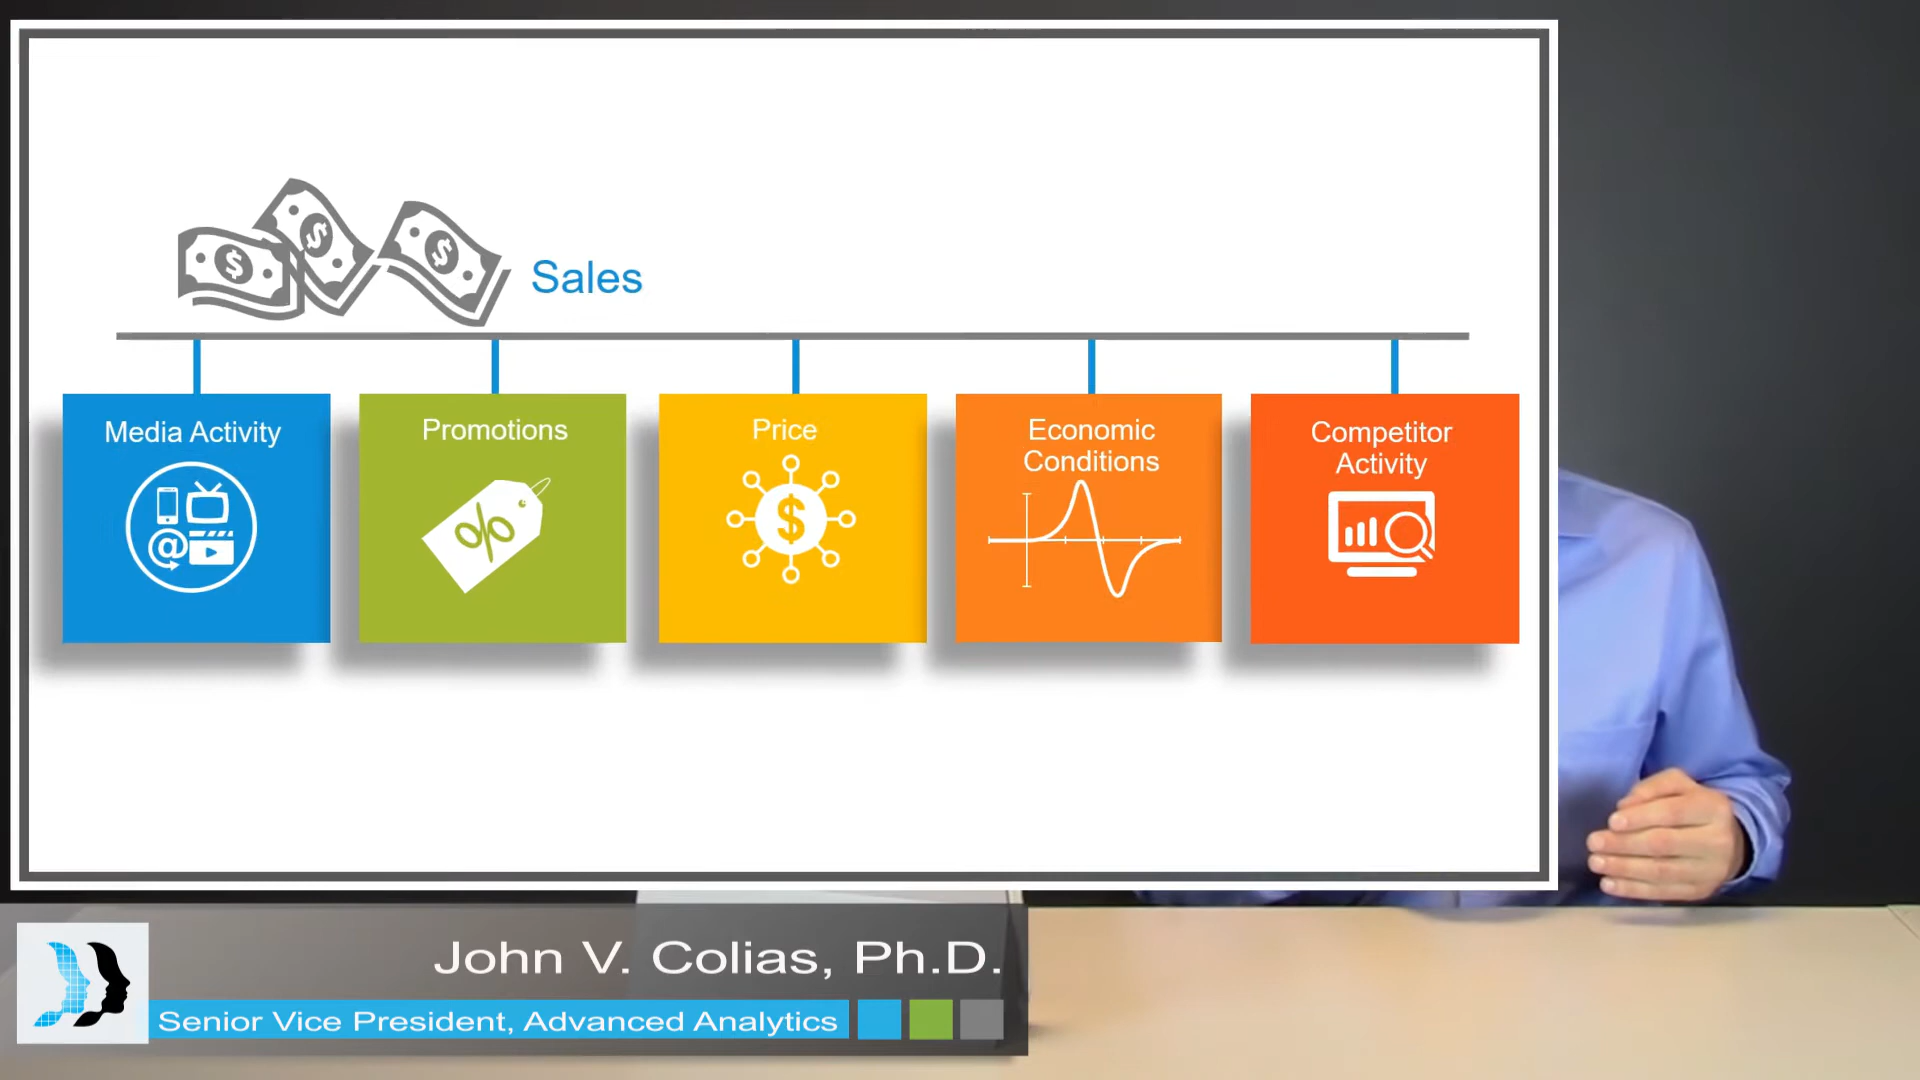 Sales
Media Activity
Promotions
Price
Economic
Conditions
Competitor
Activity
John V. Colias, Ph.D.
Senior Vice President, Advanced Analytics